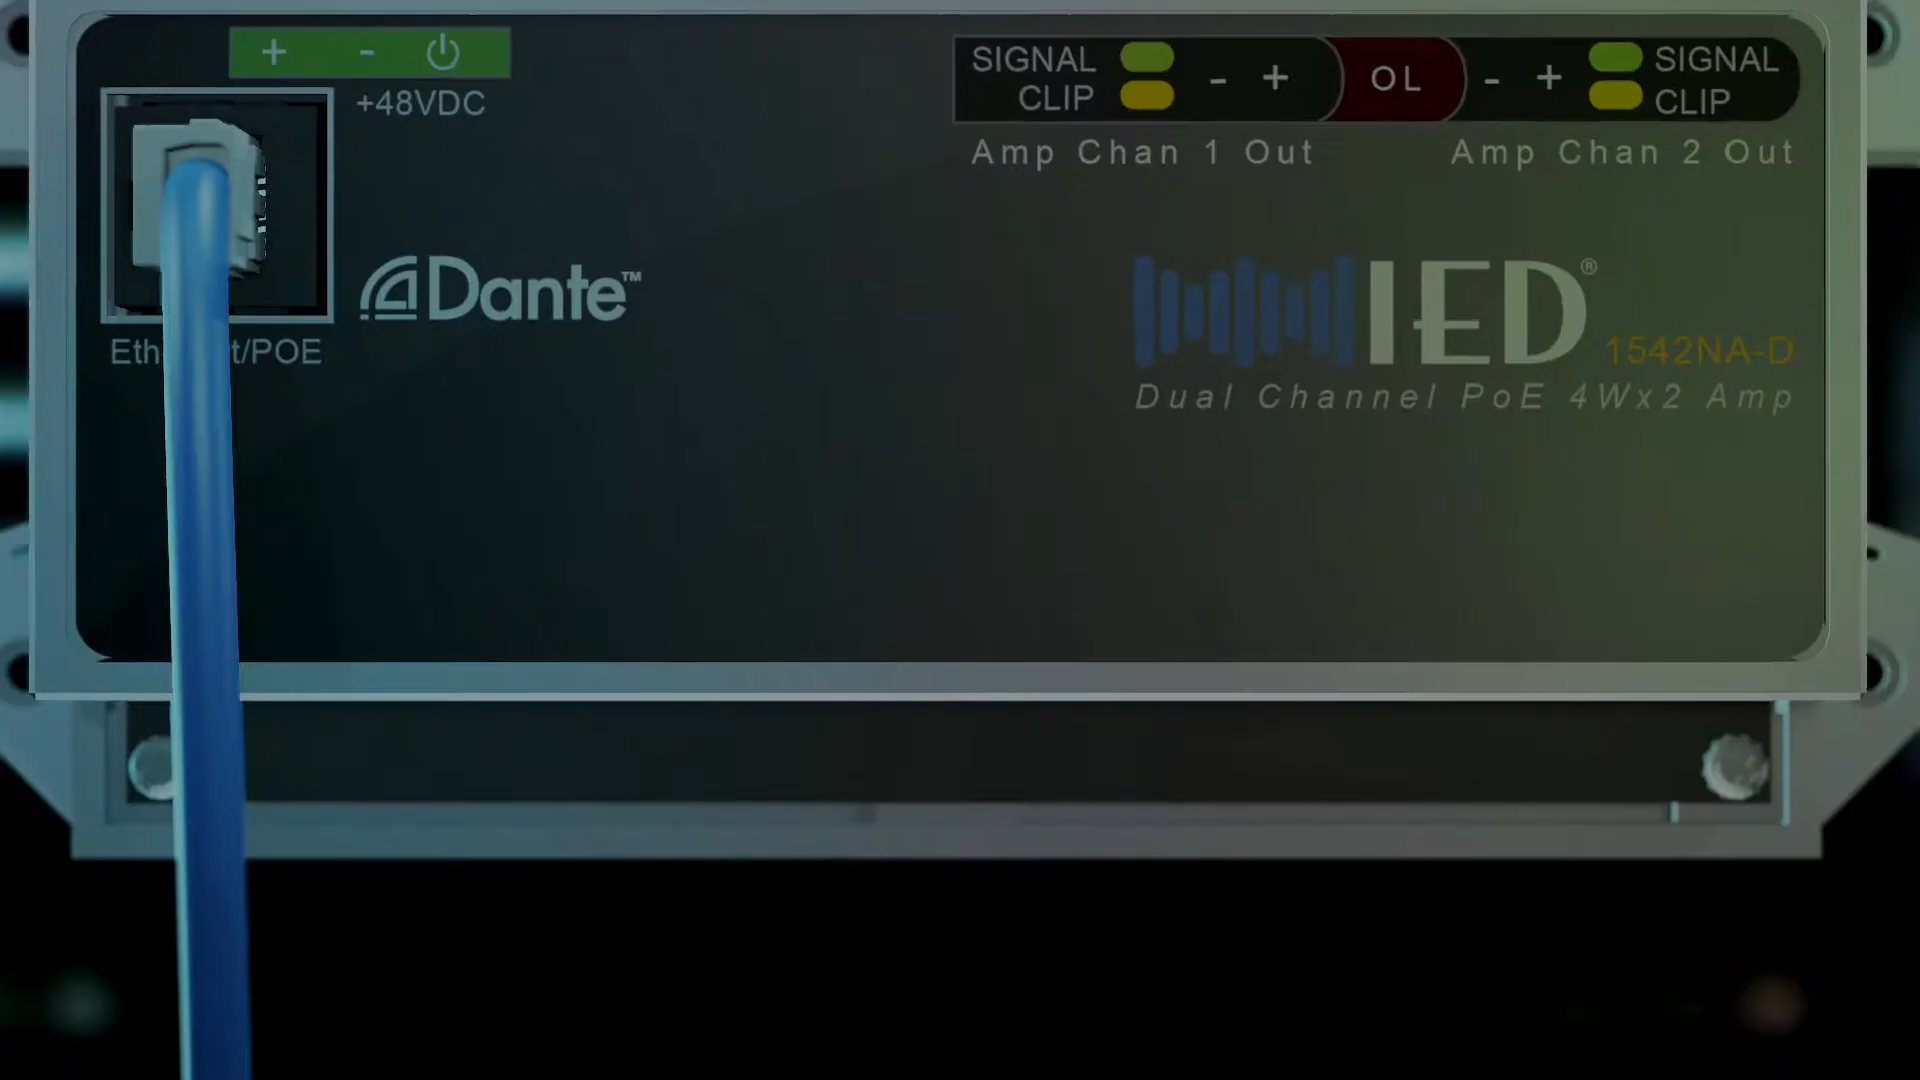 + - 
+48VDC
SIGNAL
CLIP
- +
OL
- +
SIGNAL
CLIP
Amp Chan 1 Out
Amp Chan 2 Out
Dante™
IED®
1542NA-D
Dual Channel PoE 4Wx2 Amp
t/POE